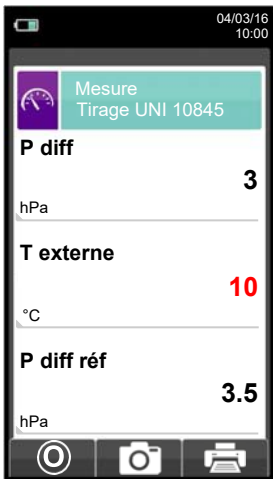 04/03/16
10:00
Mesure
Tirage UNI 10845
P diff
3
hPa
T externe
10
°C
P diff réf
3.5
hPa
O